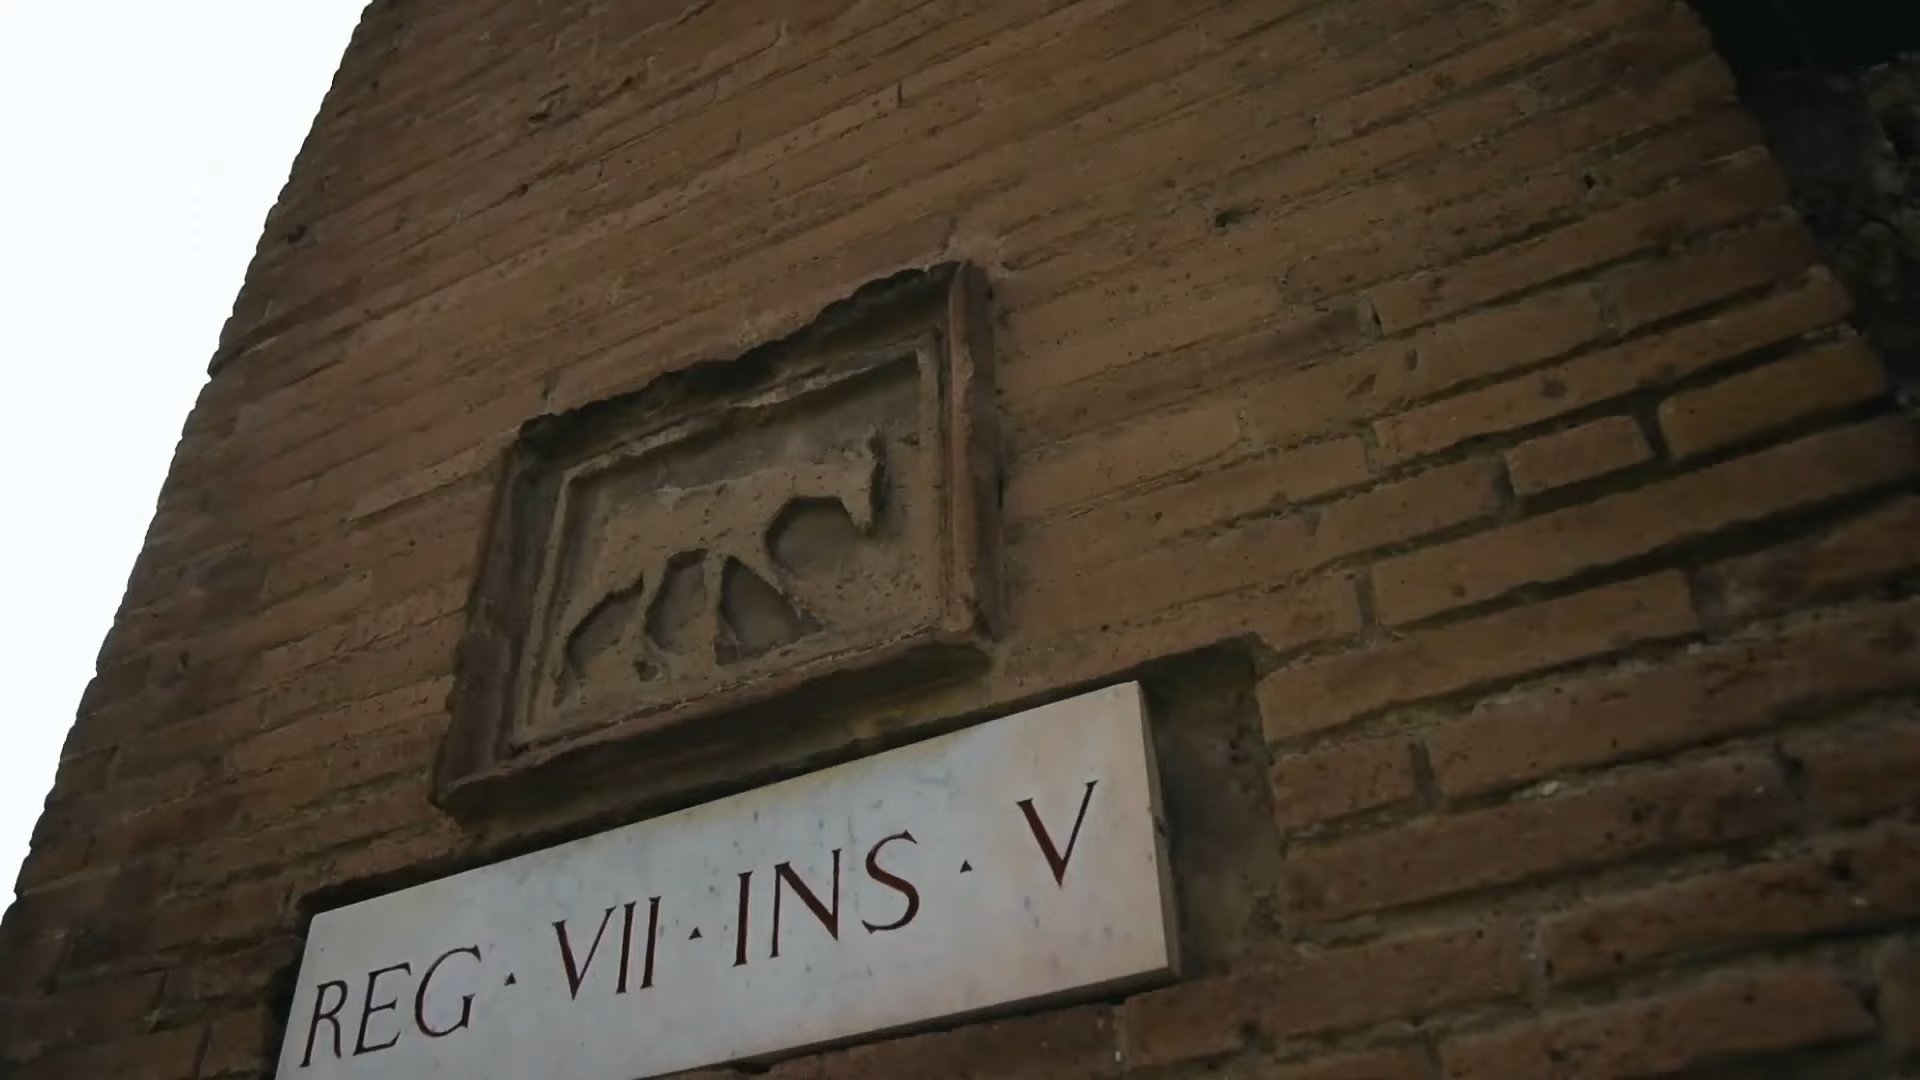 REG · VII · INS · V